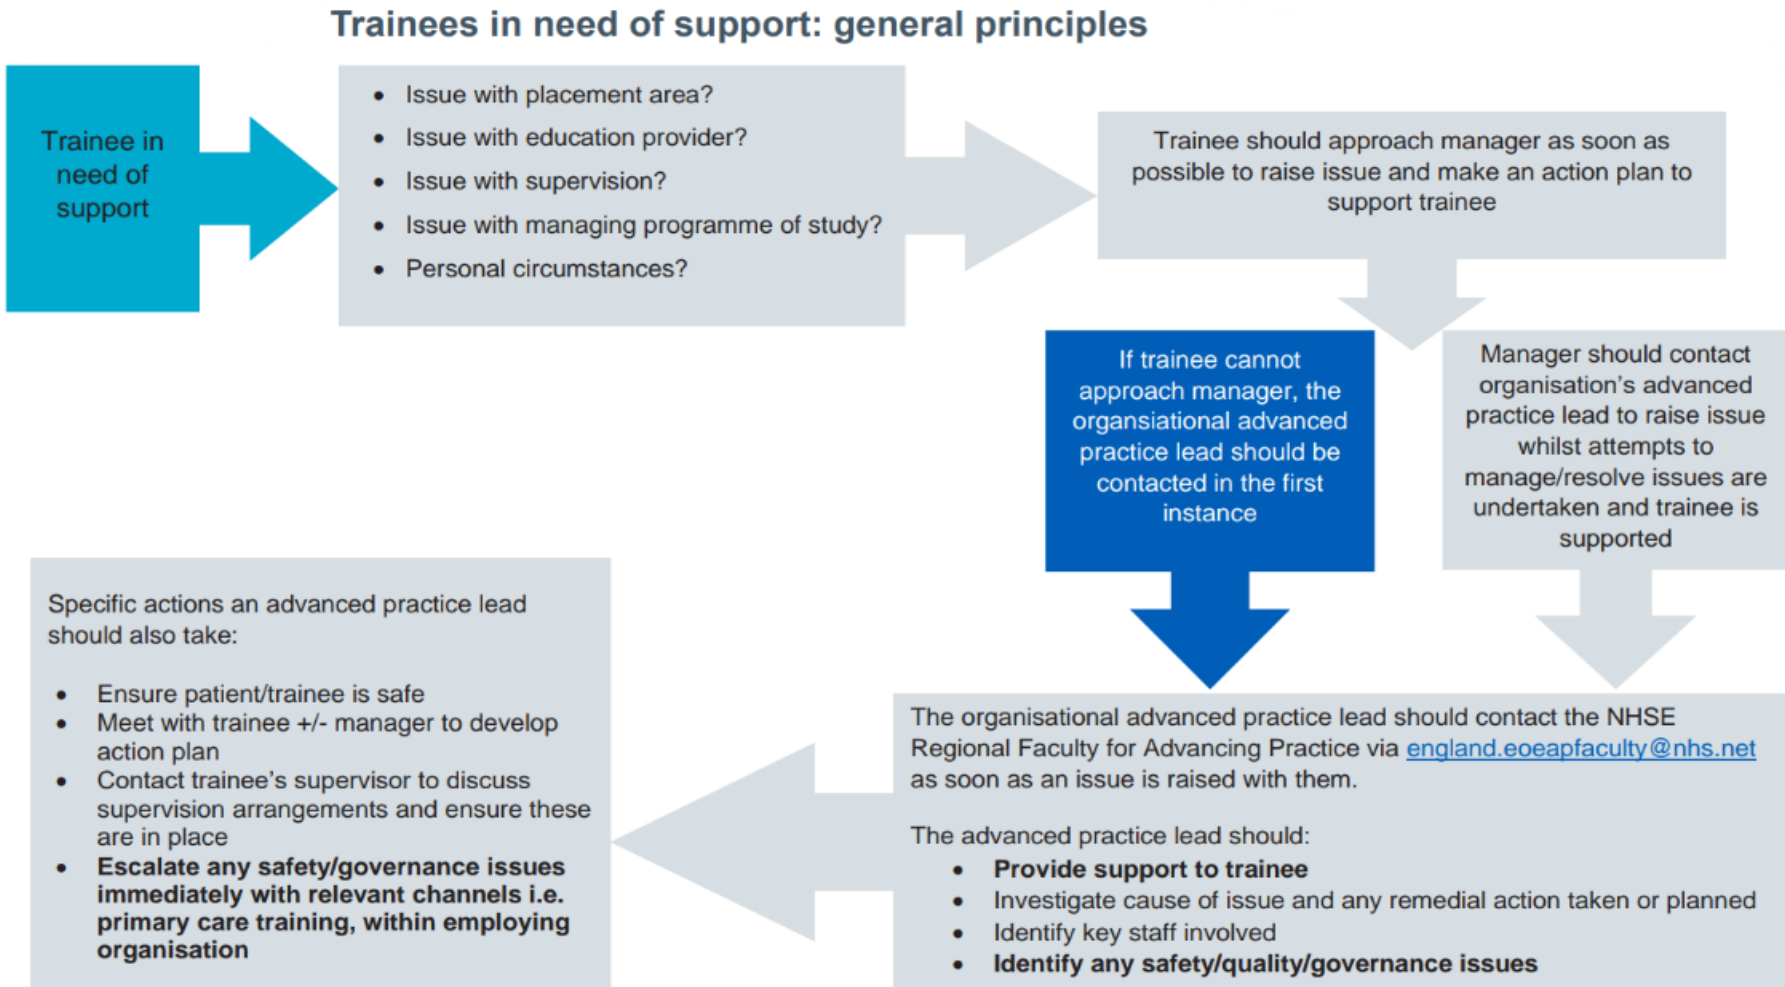 Trainees in need of support: general principles
Trainee in
need of
support
• Issue with placement area?
• Issue with education provider?
• Issue with supervision?
• Issue with managing programme of study?
• Personal circumstances?
Trainee should approach manager as soon as
possible to raise issue and make an action plan to
support trainee
If trainee cannot
approach manager, the
organsiational advanced
practice lead should be
contacted in the first
instance
Manager should contact
organisation's advanced
practice lead to raise issue
whilst attempts to
manage/resolve issues are
undertaken and trainee is
supported
The organisational advanced practice lead should contact the NHSE
Regional Faculty for Advancing Practice via england.eoeapfaculty@nhs.net
as soon as an issue is raised with them.
The advanced practice lead should:
• Provide support to trainee
• Investigate cause of issue and any remedial action taken or planned
• Identify key staff involved
• Identify any safety/quality/governance issues
Specific actions an advanced practice lead
should also take:
• Ensure patient/trainee is safe
• Meet with trainee +/- manager to develop
action plan
• Contact trainee's supervisor to discuss
supervision arrangements and ensure these
are in place
• Escalate any safety/governance issues
immediately with relevant channels i.e.
primary care training, within employing
organisation